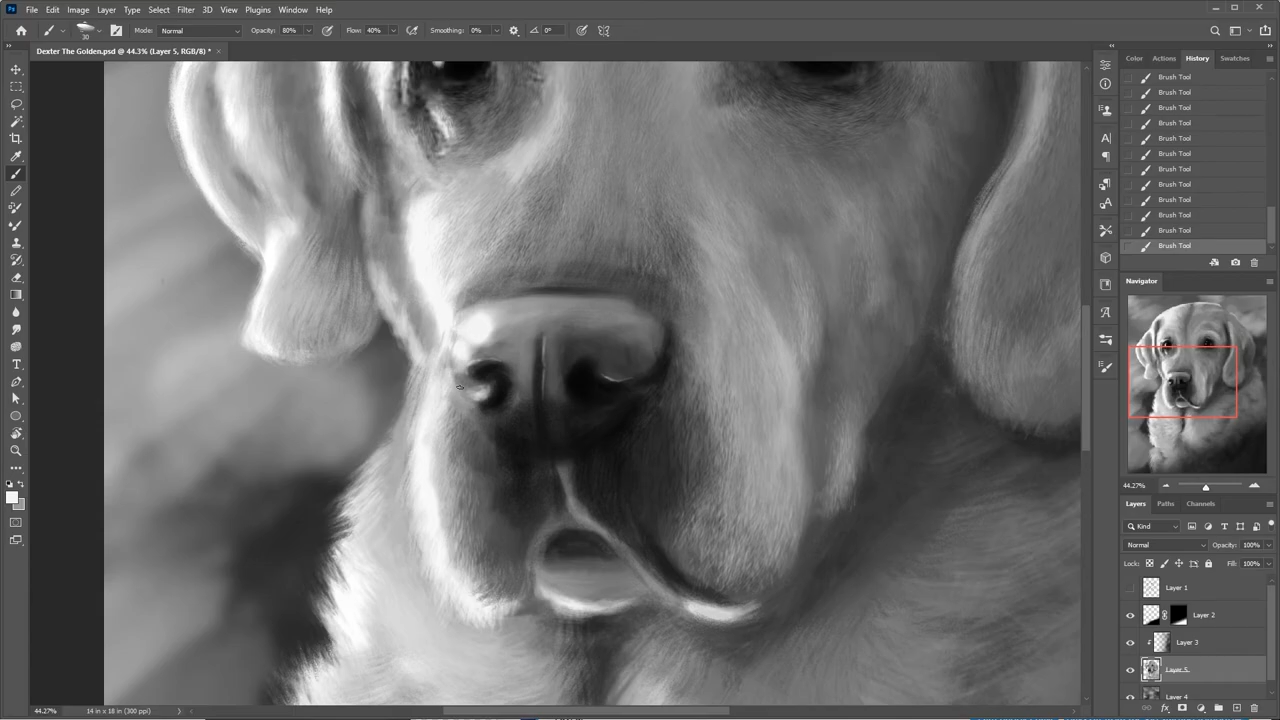 Ps File Edit Image Layer Type Select Filter 3D View Plugins Window Help
30 Mode: Normal Opacity: 80% Flow: 40% Smoothing: 0% 0°
Dexter The Golden.psd @ 44.3% (Layer 5, RGB/8) * ×
Color Actions History Swatches
Brush Tool
Brush Tool
Brush Tool
Brush Tool
Brush Tool
Brush Tool
Brush Tool
Brush Tool
Brush Tool
Brush Tool
Brush Tool
Brush Tool
Navigator
44.27%
Layers Paths Channels
Kind
Normal Opacity: 100%
Lock: Fill: 100%
Layer 1
Layer 2
Layer 3
Layer 5
Layer 4
44.27% 14 in x 18 in (300 ppi)